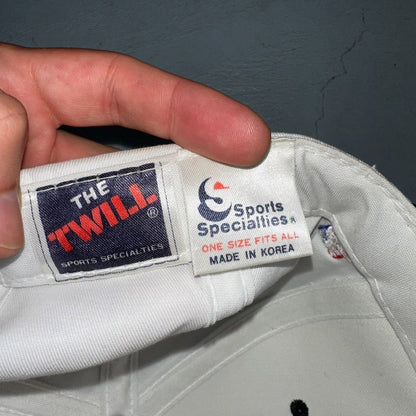 THE
TWILL®
SPORTS SPECIALTIES
Sports
Specialties®
ONE SIZE FITS ALL
MADE IN KOREA